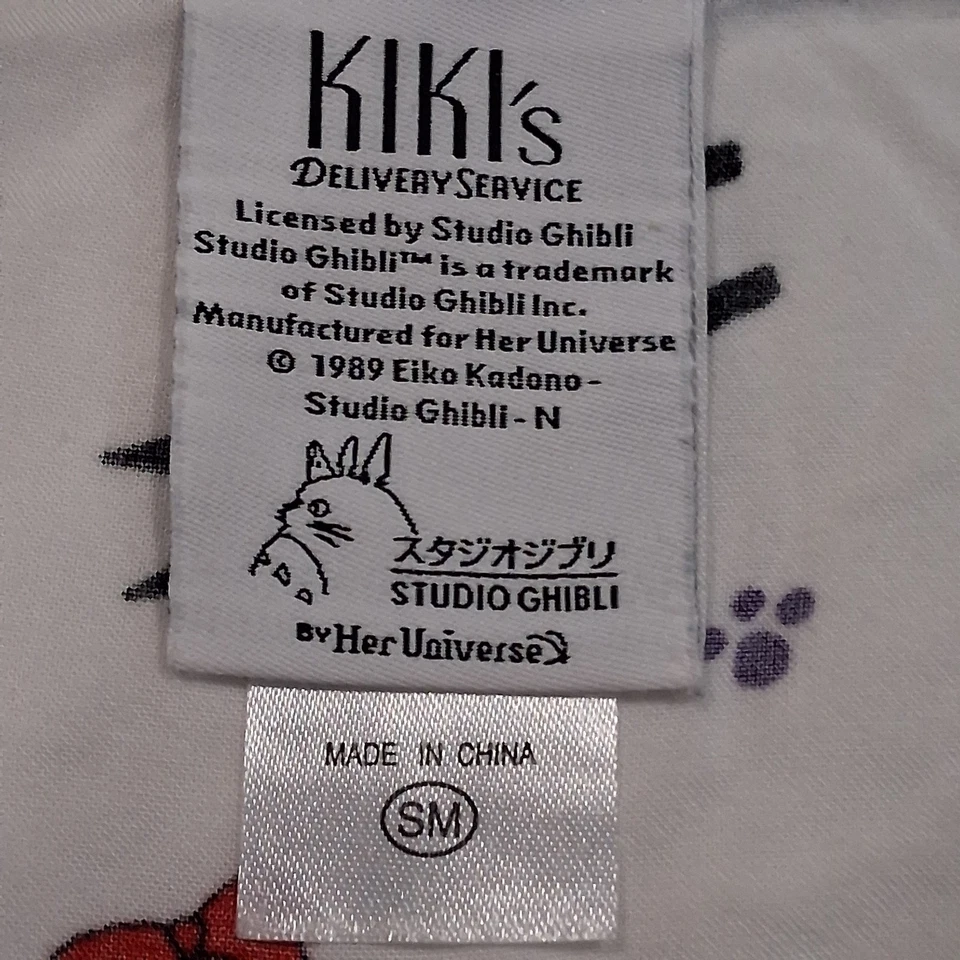 KIKI's
DELIVERY SERVICE
Licensed by Studio Ghibli
Studio Ghibli™ is a trademark
of Studio Ghibli Inc.
Manufactured for Her Universe
© 1989 Eiko Kadono -
Studio Ghibli - N
スタジオジブリ
STUDIO GHIBLI
BY Her Universe
MADE IN CHINA
SM